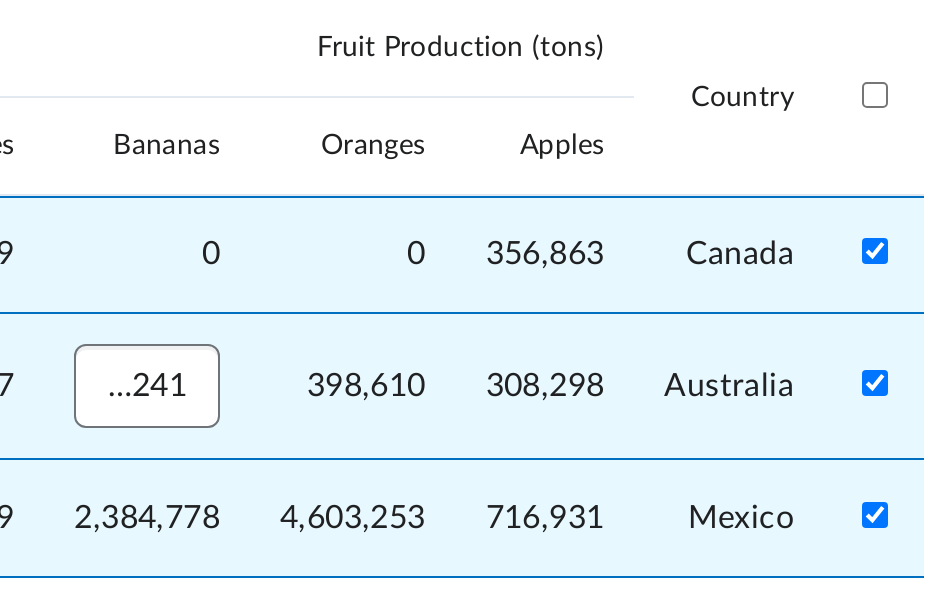 Fruit Production (tons)
Country
es Bananas Oranges Apples
9 0 0 356,863 Canada
7 ...241 398,610 308,298 Australia
9 2,384,778 4,603,253 716,931 Mexico